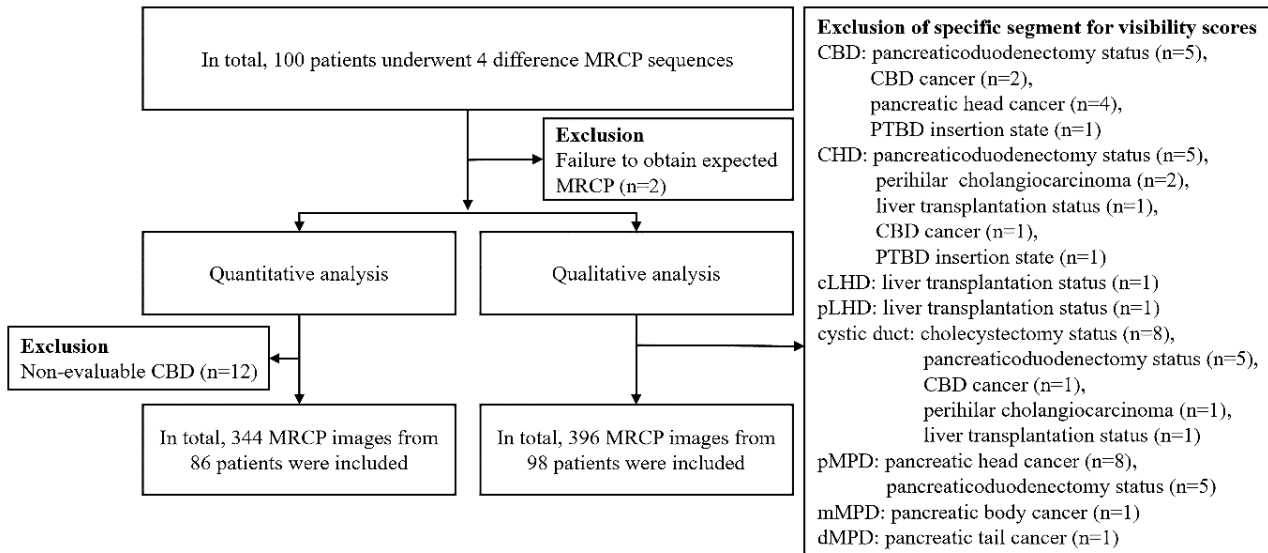 In total, 100 patients underwent 4 difference MRCP sequences
Exclusion
Failure to obtain expected
MRCP (n=2)
Quantitative analysis
Qualitative analysis
Exclusion
Non-evaluable CBD (n=12)
In total, 344 MRCP images from
86 patients were included
In total, 396 MRCP images from
98 patients were included
Exclusion of specific segment for visibility scores
CBD: pancreaticoduodenectomy status (n=5),
CBD cancer (n=2),
pancreatic head cancer (n=4),
PTBD insertion state (n=1)
CHD: pancreaticoduodenectomy status (n=5),
perihilar cholangiocarcinoma (n=2),
liver transplantation status (n=1),
CBD cancer (n=1),
PTBD insertion state (n=1)
cLHD: liver transplantation status (n=1)
pLHD: liver transplantation status (n=1)
cystic duct: cholecystectomy status (n=8),
pancreaticoduodenectomy status (n=5),
CBD cancer (n=1),
perihilar cholangiocarcinoma (n=1),
liver transplantation status (n=1)
pMPD: pancreatic head cancer (n=8),
pancreaticoduodenectomy status (n=5)
mMPD: pancreatic body cancer (n=1)
dMPD: pancreatic tail cancer (n=1)